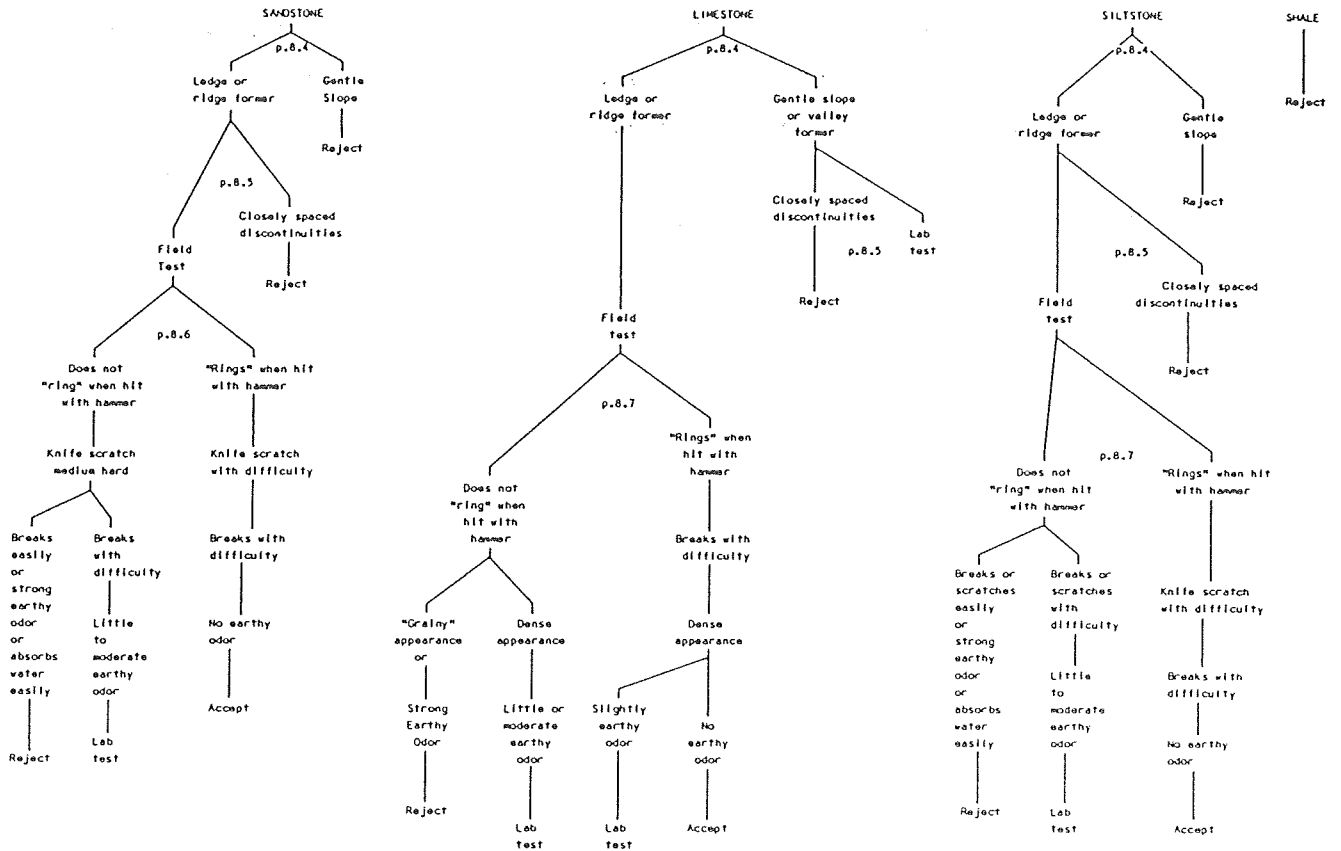 SANDSTONE
p.8.4
Ledge or
ridge former
Gentle
Slope
Reject
p.8.5
Closely spaced
discontinuities
Reject
Field
Test
p.8.6
Does not
"ring" when hit
with hammer
"Rings" when hit
with hammer
Knife scratch
medium hard
Knife scratch
with difficulty
Breaks
easily
or
strong
earthy
odor
or
absorbs
water
easily
Reject
Breaks
with
difficulty
Little
to
moderate
earthy
odor
Lab
test
Breaks with
difficulty
No earthy
odor
Accept
LIMESTONE
p.8.4
Ledge or
ridge former
Gentle slope
or valley
former
Closely spaced
discontinuities
p.8.5
Lab
test
Reject
Field
test
p.8.7
Does not
"ring" when
hit with
hammer
"Rings" when
hit with
hammer
Breaks with
difficulty
"Grainy"
appearance
or
Strong
Earthy
Odor
Reject
Dense
appearance
Little or
moderate
earthy
odor
Lab
test
Dense
appearance
Slightly
earthy
odor
Lab
test
No
earthy
odor
Accept
SILTSTONE
p.8.4
Ledge or
ridge former
Gentle
slope
Reject
p.8.5
Closely spaced
discontinuities
Reject
Field
test
p.8.7
Does not
"ring" when hit
with hammer
"Rings" when hit
with hammer
Breaks or
scratches
easily
or
strong
earthy
odor
or
absorbs
water
easily
Reject
Breaks or
scratches
with
difficulty
Little
to
moderate
earthy
odor
Lab
test
Knife scratch
with difficulty
Breaks with
difficulty
No earthy
odor
Accept
SHALE
Reject